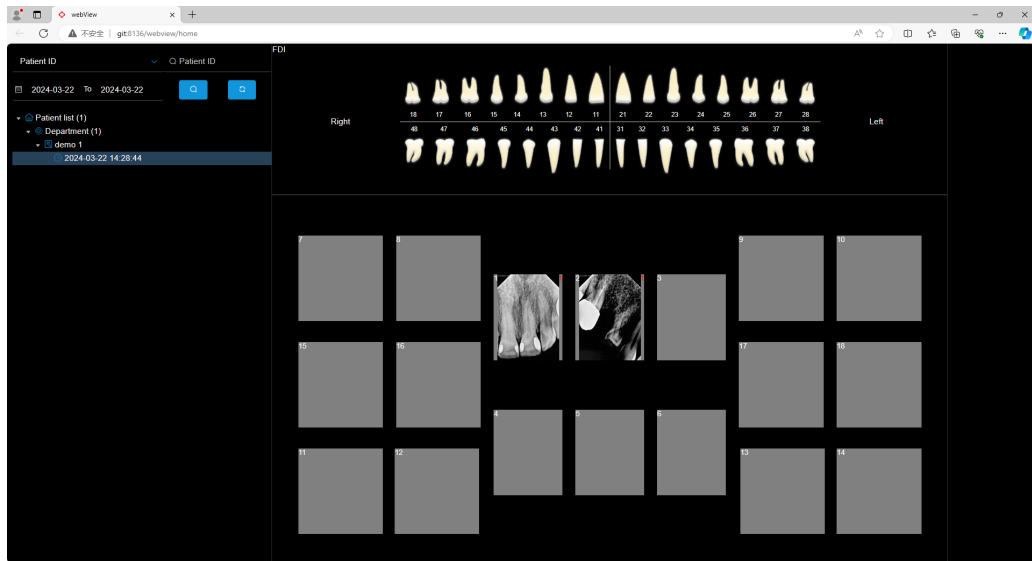 webView
不安全 git:8136/webview/home
FDI
Patient ID Patient ID
2024-03-22 To 2024-03-22
Patient list (1)
Department (1)
demo 1
2024-03-22 14:28:44
18 17 16 15 14 13 12 11 21 22 23 24 25 26 27 28
Right Left
48 47 46 45 44 43 42 41 31 32 33 34 35 36 37 38
7 8 9 10
1 2 3
15 16 17 18
4 5 6
11 12 13 14